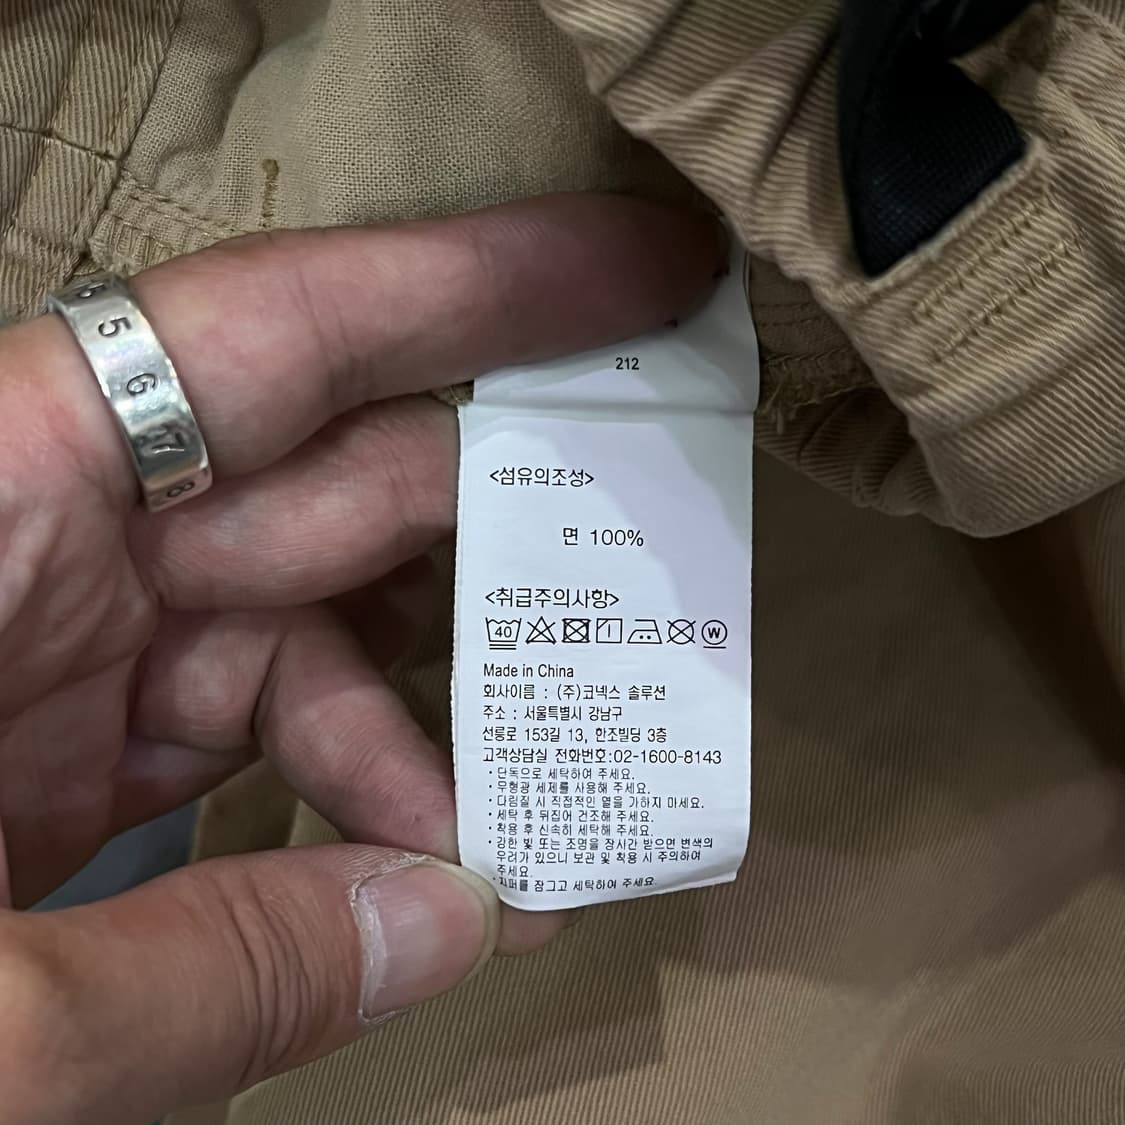 5
6
7
8
212
<섬유의조성>
면 100%
<취급주의사항>
40 W
Made in China
회사이름 : (주)코넥스 솔루션
주소 : 서울특별시 강남구
선릉로 153길 13, 한조빌딩 3층
고객상담실 전화번호:02-1600-8143
· 단독으로 세탁하여 주세요.
· 무형광 세제를 사용해 주세요.
· 다림질 시 직접적인 열을 가하지 마세요.
· 세탁 후 뒤집어 건조해 주세요.
· 착용 후 신속히 세탁해 주세요.
· 강한 빛 또는 조명을 장시간 받으면 변색의
우려가 있으니 보관 및 착용 시 주의하여
주세요.
· 지퍼를 잠그고 세탁하여 주세요.